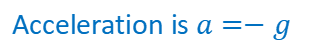 Acceleration is a =− g